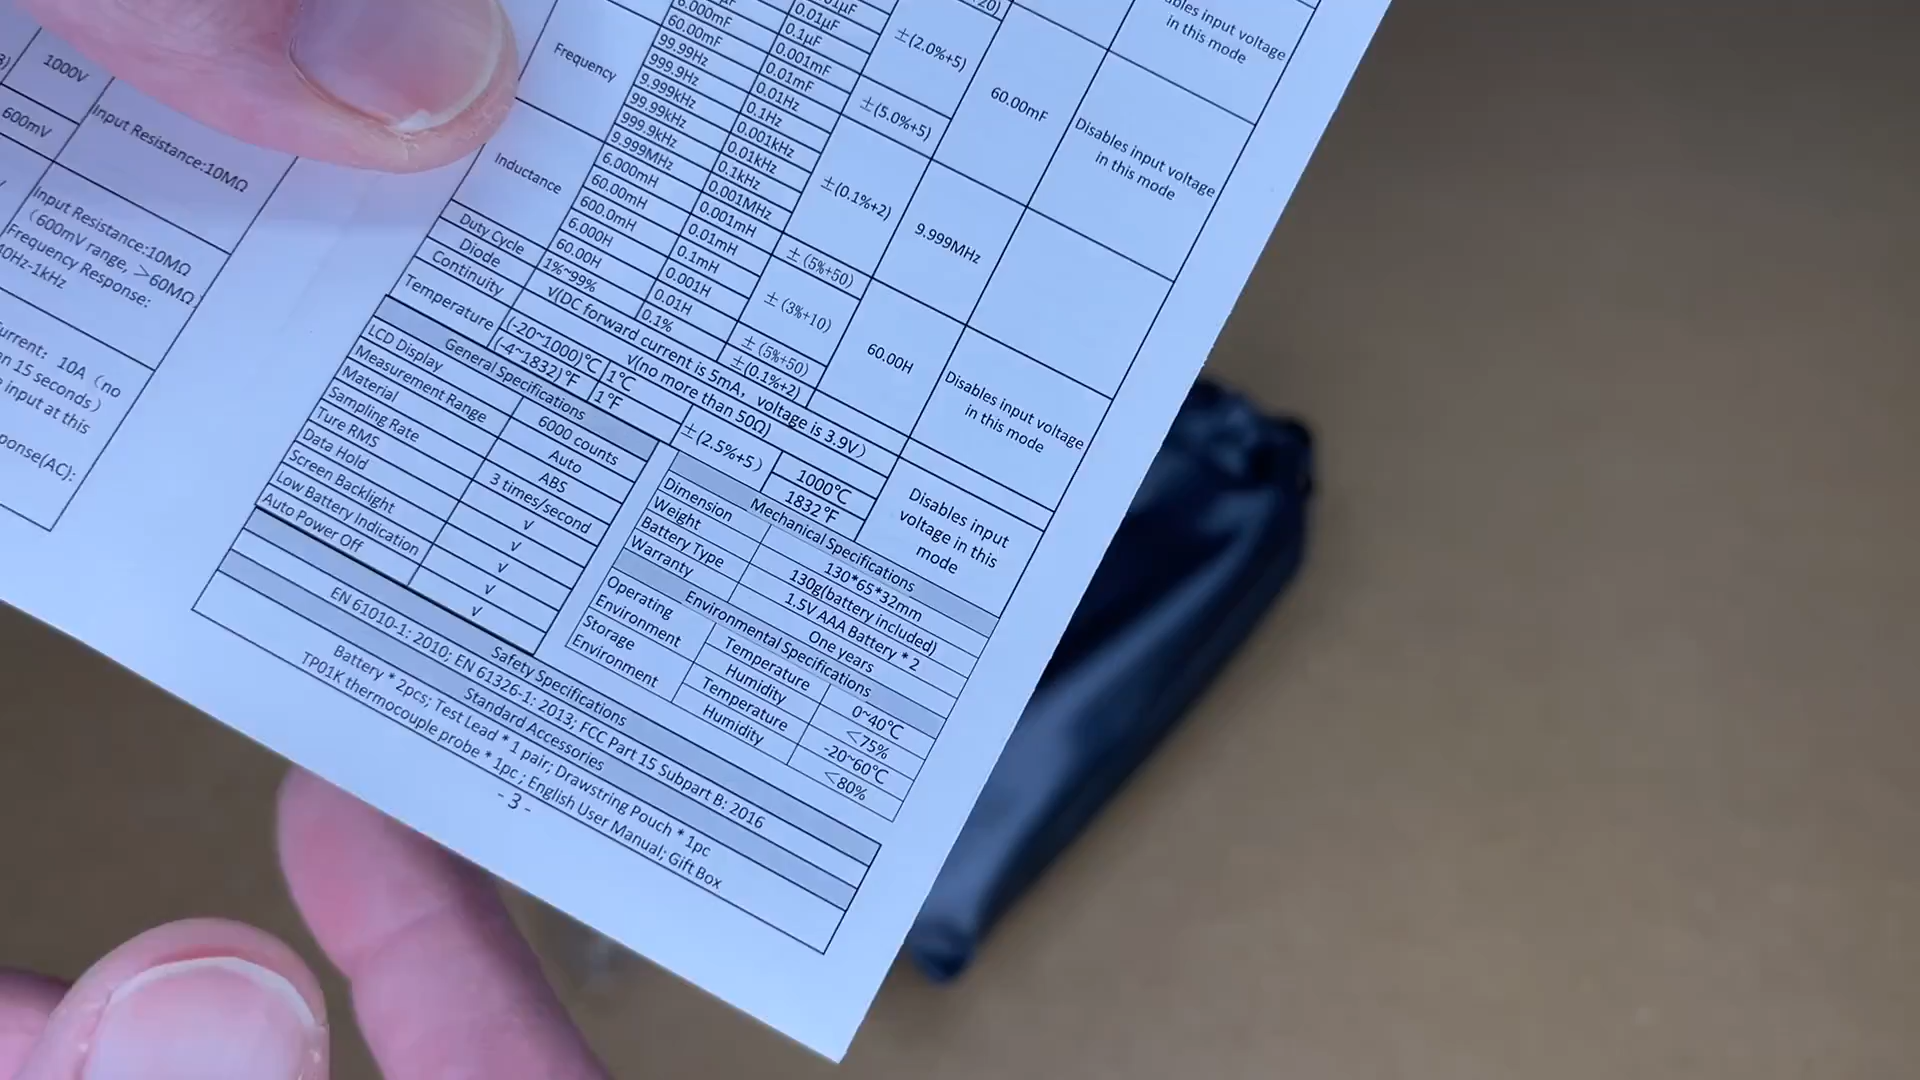 1000V
600mV
Input Resistance:10MΩ
Input Resistance:10MΩ
(600mV range, >60MΩ)
Frequency Response:
40Hz-1kHz
10A (no
15 seconds)
input at this
(AC):
Frequency
Inductance
Duty Cycle
Diode
Continuity
Temperature
6.000mF
60.00mF
99.99Hz
999.9Hz
9.999kHz
99.99kHz
999.9kHz
9.999MHz
6.000mH
60.00mH
600.0mH
6.000H
60.00H
1%~99%
0.01μF
0.1μF
0.001mF
0.01mF
0.01Hz
0.1Hz
0.001kHz
0.01kHz
0.1kHz
0.001MHz
0.001mH
0.01mH
0.1mH
0.001H
0.01H
0.1%
±(2.0%+5)
±(5.0%+5)
±(0.1%+2)
±(5%+50)
±(3%+10)
±(5%+50)
±(0.1%+2)
60.00mF
9.999MHz
60.00H
in this mode
Disables input voltage
in this mode
Disables input voltage
in this mode
√(DC forward current is 5mA, voltage is 3.9V)
√(no more than 50Ω)
(-20~1000)°C
1°C
(-4~1832)°F
1°F
±(2.5%+5)
1000°C
1832°F
Disables input
voltage in this
mode
General Specifications
LCD Display
6000 counts
Measurement Range
Auto
Material
ABS
Sampling Rate
3 times/second
Ture RMS
√
Data Hold
√
Screen Backlight
√
Low Battery Indication
√
Auto Power Off
√
Mechanical Specifications
Dimension
130*65*32mm
Weight
130g(battery included)
Battery Type
1.5V AAA Battery * 2
Warranty
One years
Environmental Specifications
Operating
Environment
Temperature
0~40°C
Humidity
<75%
Storage
Environment
Temperature
-20~60°C
Humidity
<80%
Safety Specifications
EN 61010-1: 2010; EN 61326-1: 2013; FCC Part 15 Subpart B: 2016
Standard Accessories
Battery * 2pcs; Test Lead * 1 pair; Drawstring Pouch * 1pc
TP01K thermocouple probe * 1pc ; English User Manual; Gift Box
- 3 -